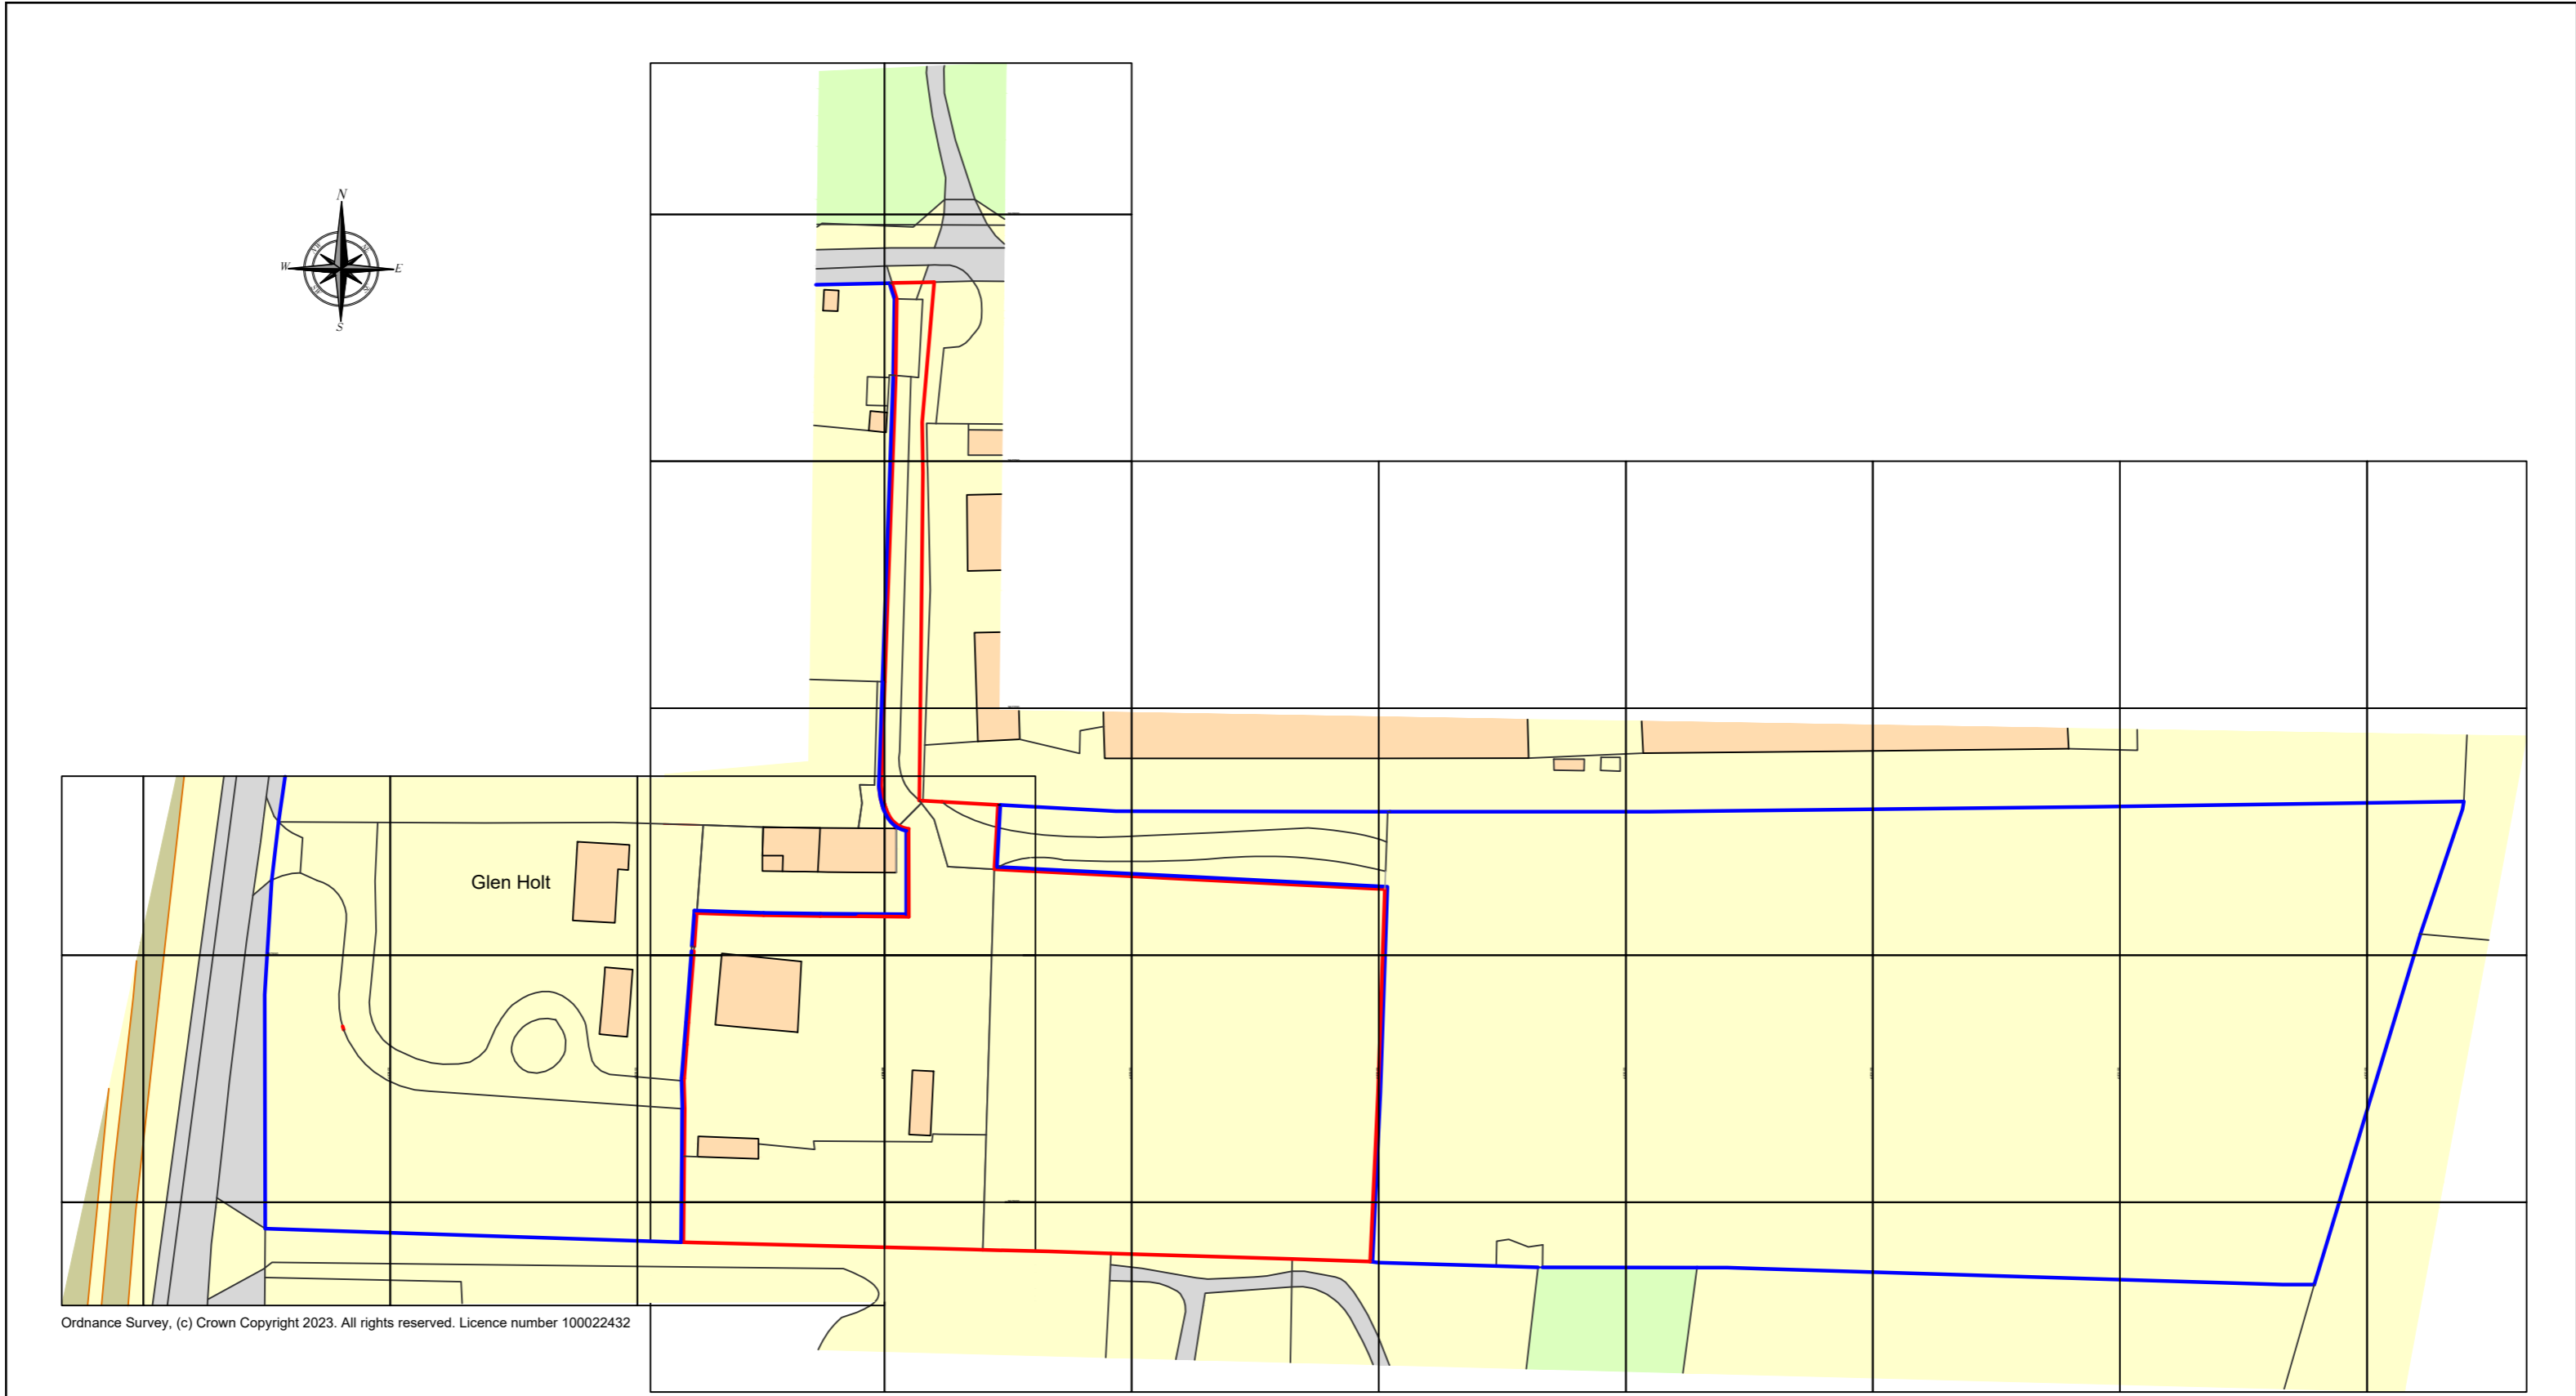 N
W E
S
Glen Holt
Ordnance Survey, (c) Crown Copyright 2023. All rights reserved. Licence number 100022432